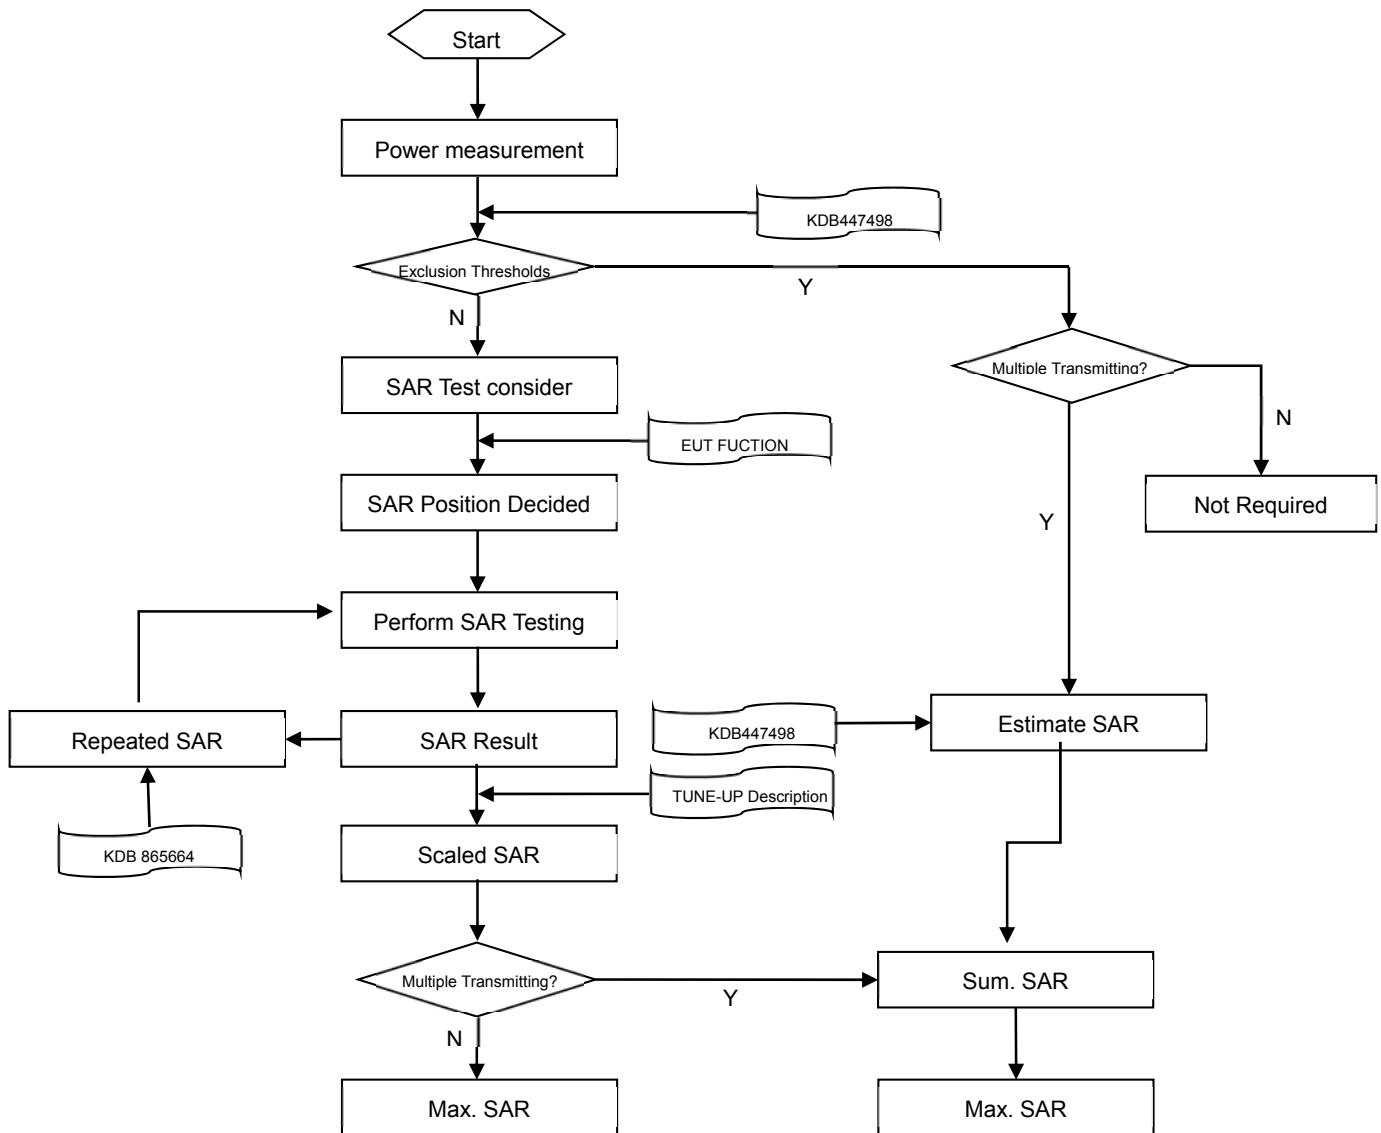 Start
Power measurement
KDB447498
Exclusion Thresholds
Y
N
Multiple Transmitting?
SAR Test consider
N
EUT FUCTION
SAR Position Decided
Not Required
Y
Perform SAR Testing
Repeated SAR
SAR Result
KDB447498
Estimate SAR
TUNE-UP Description
KDB 865664
Scaled SAR
Multiple Transmitting?
Y
Sum. SAR
N
Max. SAR
Max. SAR